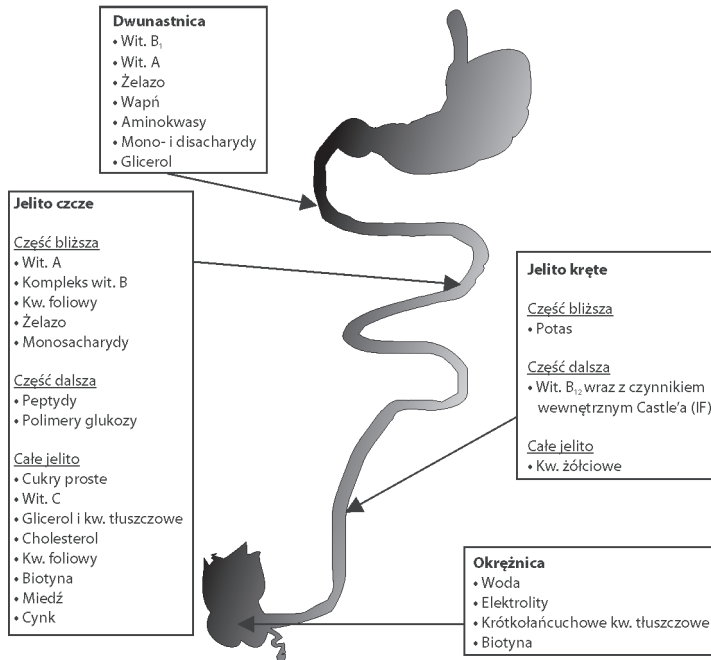 Dwunastnica
• Wit. B₁
• Wit. A
• Żelazo
• Wapń
• Aminokwasy
• Mono- i disacharydy
• Glicerol
Jelito czcze
Część bliższa
• Wit. A
• Kompleks wit. B
• Kw. foliowy
• Żelazo
• Monosacharydy
Część dalsza
• Peptydy
• Polimery glukozy
Całe jelito
• Cukry proste
• Wit. C
• Glicerol i kw. tłuszczowe
• Cholesterol
• Kw. foliowy
• Biotyna
• Miedź
• Cynk
Jelito kręte
Część bliższa
• Potas
Część dalsza
• Wit. B₁₂ wraz z czynnikiem
wewnętrznym Castle'a (IF)
Całe jelito
• Kw. żółciowe
Okrężnica
• Woda
• Elektrolity
• Krótkołańcuchowe kw. tłuszczowe
• Biotyna